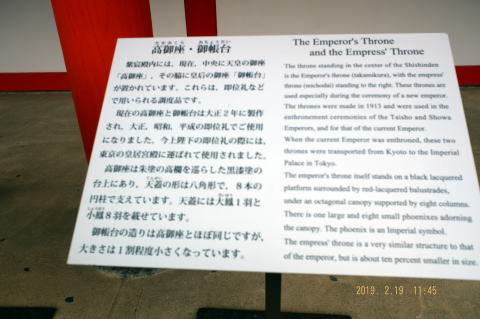 たかみくら みちょうだい
高御座・御帳台
紫宸殿内には、現在、中央に天皇の御座
「高御座」、その脇に皇后の御座「御帳台」
が置かれています。これらは、即位礼など
で用いられる調度品です。
現在の高御座と御帳台は大正2年に製作
され、大正、昭和、平成の即位礼でご使用
になりました。今上陛下の即位礼の際には、
東京の皇居宮殿に運ばれて使用されました。
高御座は朱塗の高欄を巡らした黒漆塗の
てんがい
台上にあり、天蓋の形は八角形で、8本の
円柱で支えています。天蓋には大鳳1羽と
小鳳8羽を載せています。
御帳台の造りは高御座とほぼ同じですが、
大きさは1割程度小さくなっています。
The Emperor's Throne
and the Empress' Throne
The throne standing in the center of the Shishinden
is the Emperor's throne (takamikura), with the empress'
throne (michodai) standing to the right. These thrones are
used especially during the ceremony of a new emperor.
The thrones were made in 1913 and were used in the
enthronement ceremonies of the Taisho and Showa
Emperors, and for that of the current Emperor.
When the current Emperor was enthroned, these two
thrones were transported from Kyoto to the Imperial
Palace in Tokyo.
The emperor's throne itself stands on a black lacquered
platform surrounded by red-lacquered balustrades,
under an octagonal canopy supported by eight columns.
There is one large and eight small phoenixes adorning
the canopy. The phoenix is an Imperial symbol.
The empress' throne is a very similar structure to that
of the emperor, but is about ten percent smaller in size.
2019. 2.19 11:45